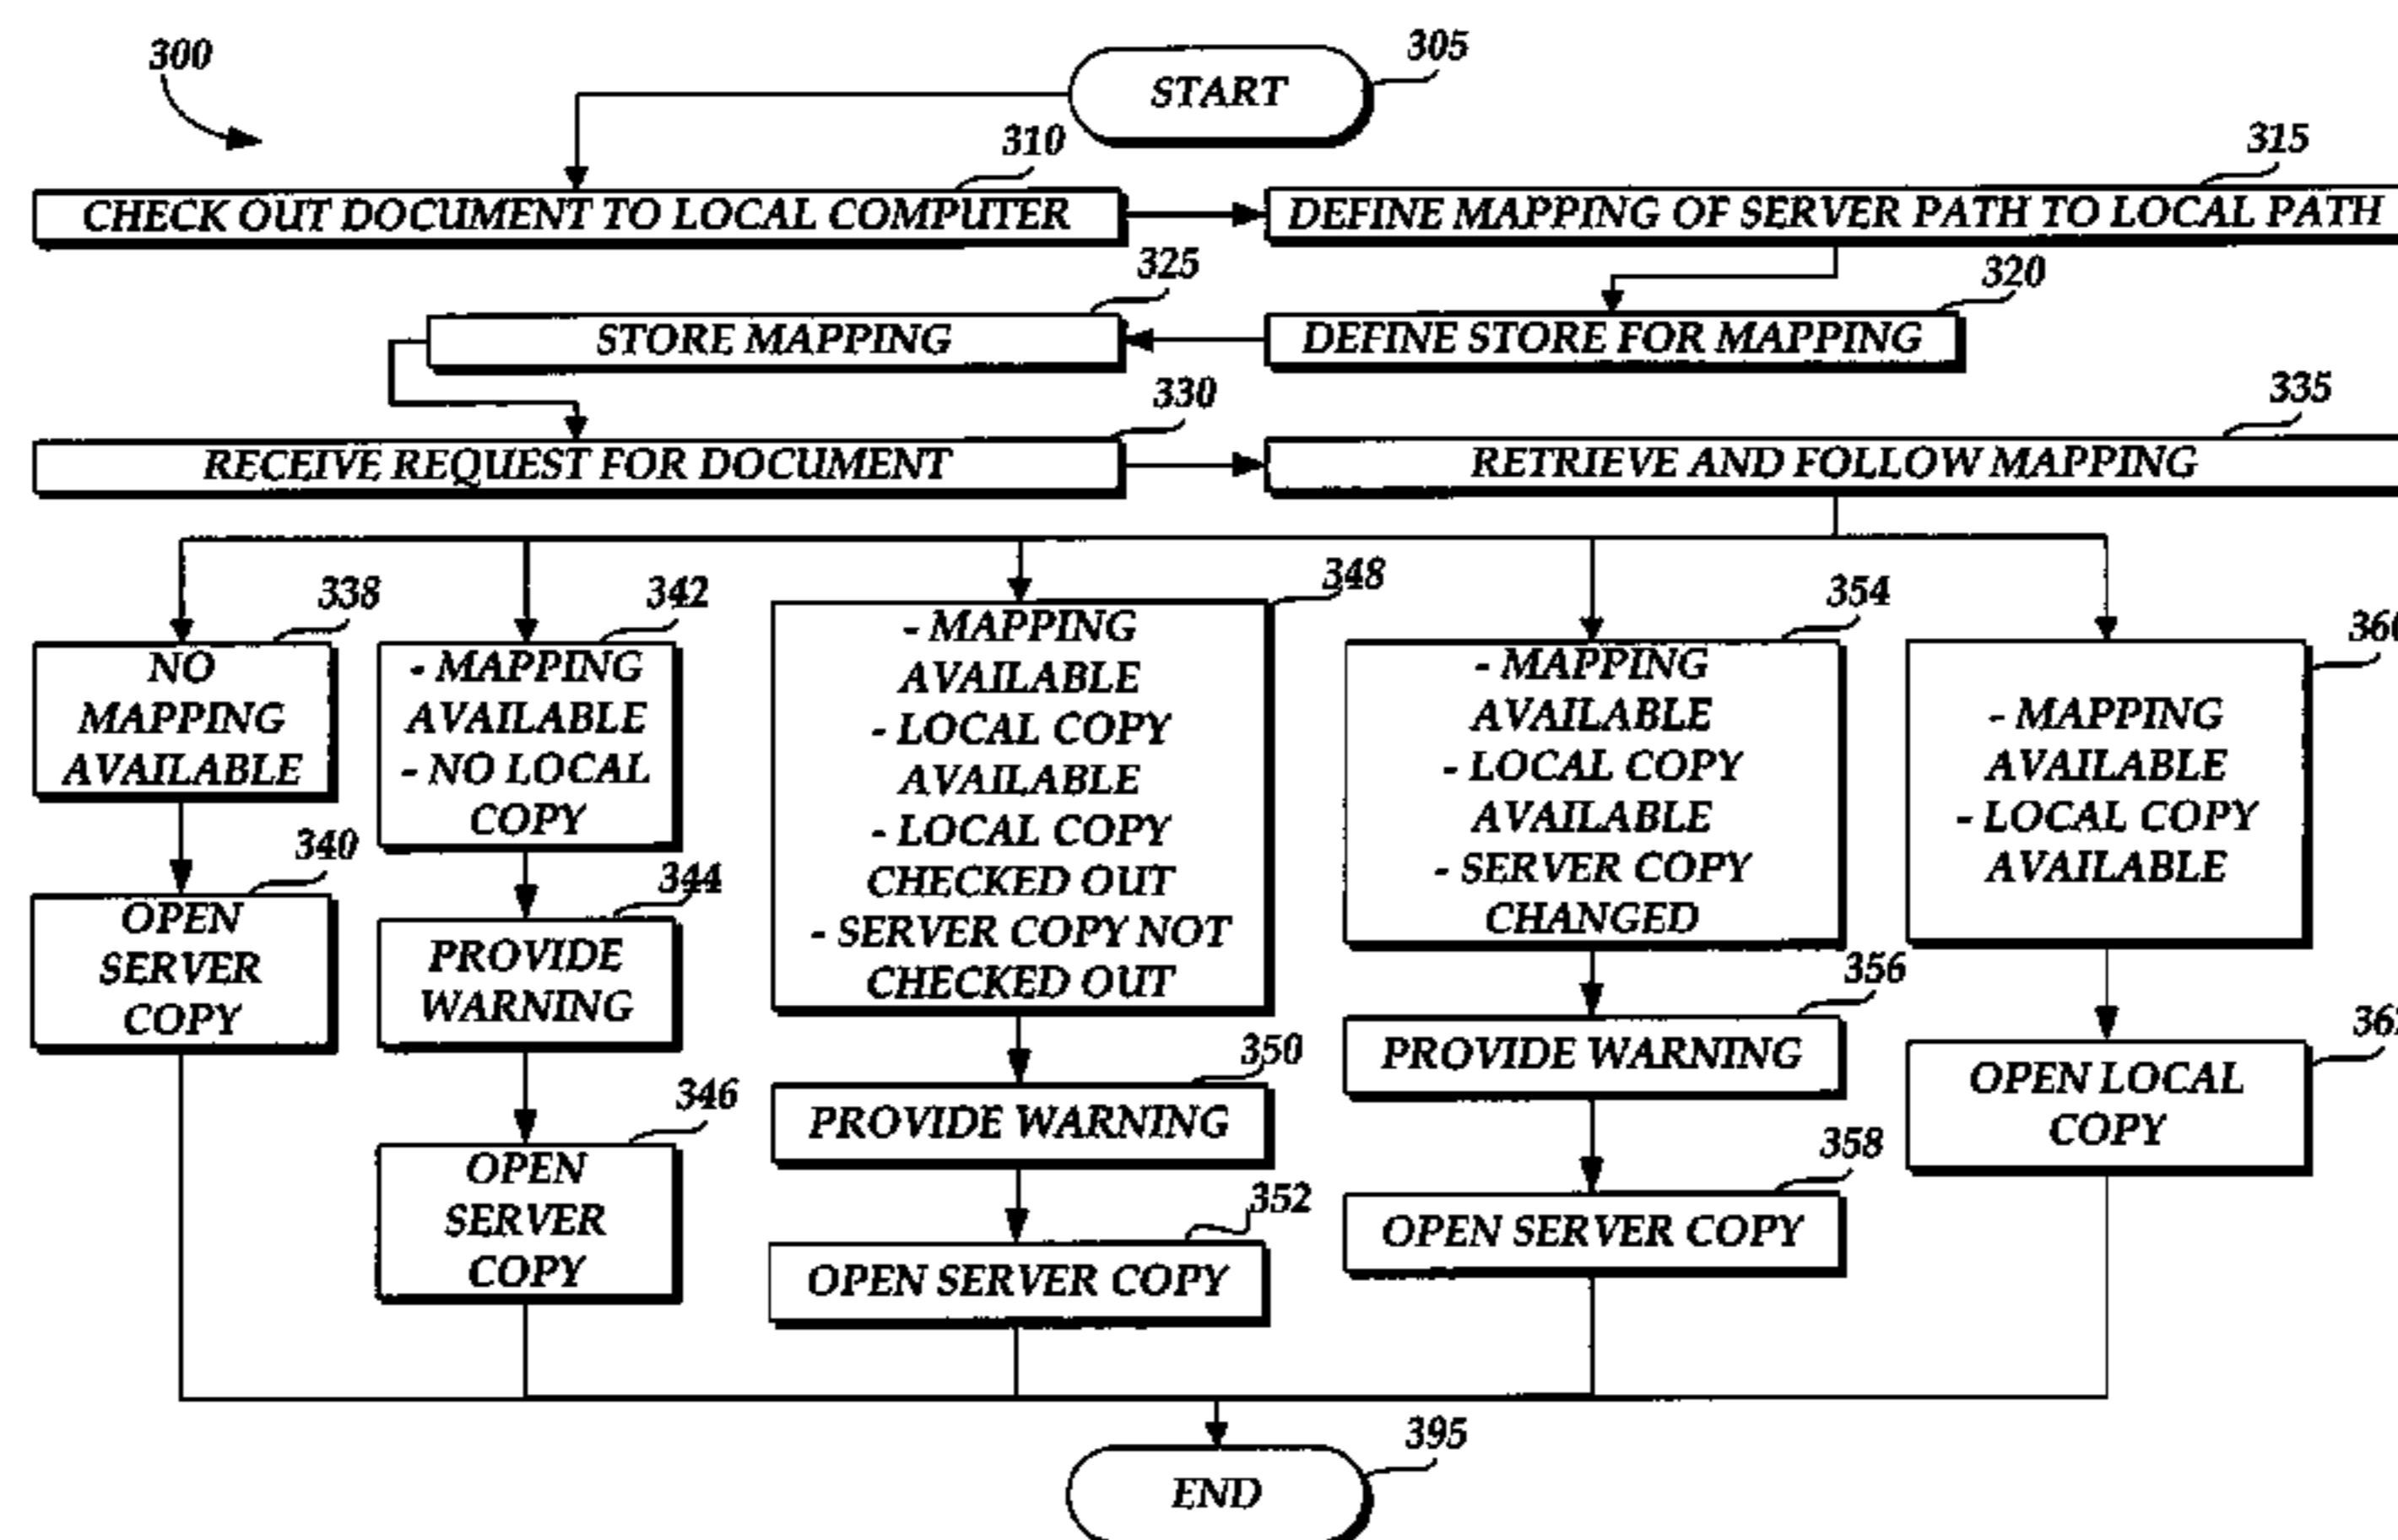 300
START
305
310
315
CHECK OUT DOCUMENT TO LOCAL COMPUTER
DEFINE MAPPING OF SERVER PATH TO LOCAL PATH
325
320
STORE MAPPING
DEFINE STORE FOR MAPPING
330
335
RECEIVE REQUEST FOR DOCUMENT
RETRIEVE AND FOLLOW MAPPING
338
NO
MAPPING
AVAILABLE
340
OPEN
SERVER
COPY
342
- MAPPING
AVAILABLE
- NO LOCAL
COPY
344
PROVIDE
WARNING
346
OPEN
SERVER
COPY
348
- MAPPING
AVAILABLE
- LOCAL COPY
AVAILABLE
- LOCAL COPY
CHECKED OUT
- SERVER COPY NOT
CHECKED OUT
350
PROVIDE WARNING
352
OPEN SERVER COPY
354
- MAPPING
AVAILABLE
- LOCAL COPY
AVAILABLE
- SERVER COPY
CHANGED
356
PROVIDE WARNING
358
OPEN SERVER COPY
- MAPPING
AVAILABLE
- LOCAL COPY
AVAILABLE
OPEN LOCAL
COPY
395
END